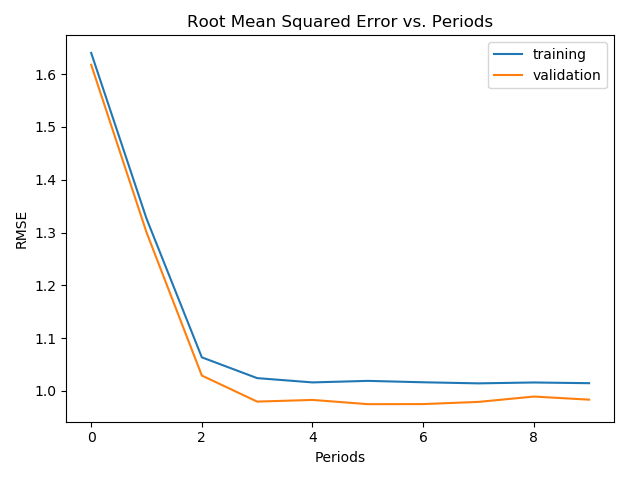 Root Mean Squared Error vs. Periods
training
validation
1.6
1.5
1.4
1.3
1.2
1.1
1.0
RMSE
0 2 4 6 8
Periods